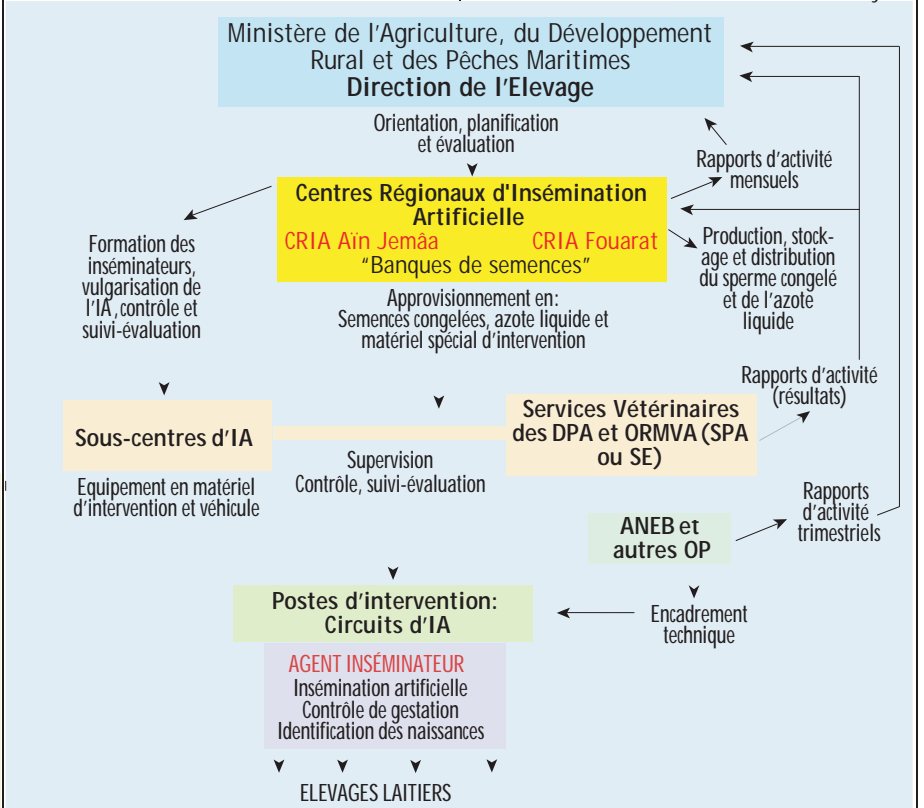 Ministère de l'Agriculture, du Développement
Rural et des Pêches Maritimes
Direction de l'Elevage
Orientation, planification
et évaluation
Rapports d'activité
mensuels
Centres Régionaux d'Insémination
Artificielle
CRIA Aïn Jemâa CRIA Fouarat
"Banques de semences"
Formation des
inséminateurs,
vulgarisation de
l'IA, contrôle et
suivi-évaluation
Production, stock-
age et distribution
du sperme congelé
et de l'azote
liquide
Approvisionnement en:
Semences congelées, azote liquide et
matériel spécial d'intervention
Rapports d'activité
(résultats)
Sous-centres d'IA
Services Vétérinaires
des DPA et ORMVA (SPA
ou SE)
Supervision
Contrôle, suivi-évaluation
Equipement en matériel
d'intervention et véhicule
Rapports
d'activité
trimestriels
ANEB et
autres OP
Postes d'intervention:
Circuits d'IA
Encadrement
technique
AGENT INSÉMINATEUR
Insémination artificielle
Contrôle de gestation
Identification des naissances
ELEVAGES LAITIERS